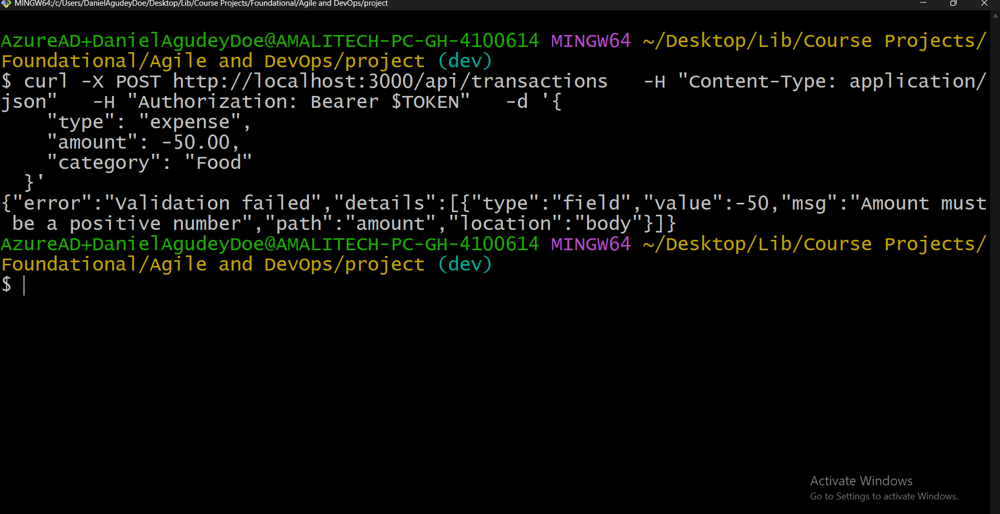 MINGW64:/c/Users/DanielAgudeyDoe/Desktop/Lib/Course Projects/Foundational/Agile and DevOps/project
AzureAD+DanielAgudeyDoe@AMALITECH-PC-GH-4100614 MINGW64 ~/Desktop/Lib/Course Projects/
Foundational/Agile and DevOps/project (dev)
$ curl -X POST http://localhost:3000/api/transactions   -H "Content-Type: application/
json"   -H "Authorization: Bearer $TOKEN"   -d '{
    "type": "expense",
    "amount": -50.00,
    "category": "Food"
  }'
{"error":"Validation failed","details":[{"type":"field","value":-50,"msg":"Amount must
 be a positive number","path":"amount","location":"body"}]}
AzureAD+DanielAgudeyDoe@AMALITECH-PC-GH-4100614 MINGW64 ~/Desktop/Lib/Course Projects/
Foundational/Agile and DevOps/project (dev)
$
Activate Windows
Go to Settings to activate Windows.